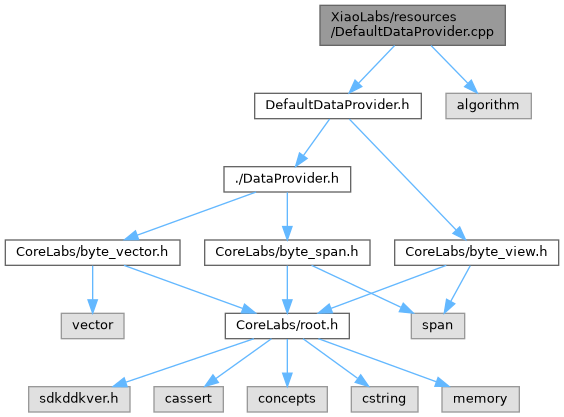 XiaoLabs/resources
/DefaultDataProvider.cpp
DefaultDataProvider.h
algorithm
./DataProvider.h
CoreLabs/byte_vector.h
CoreLabs/byte_span.h
CoreLabs/byte_view.h
vector
CoreLabs/root.h
span
sdkddkver.h
cassert
concepts
cstring
memory